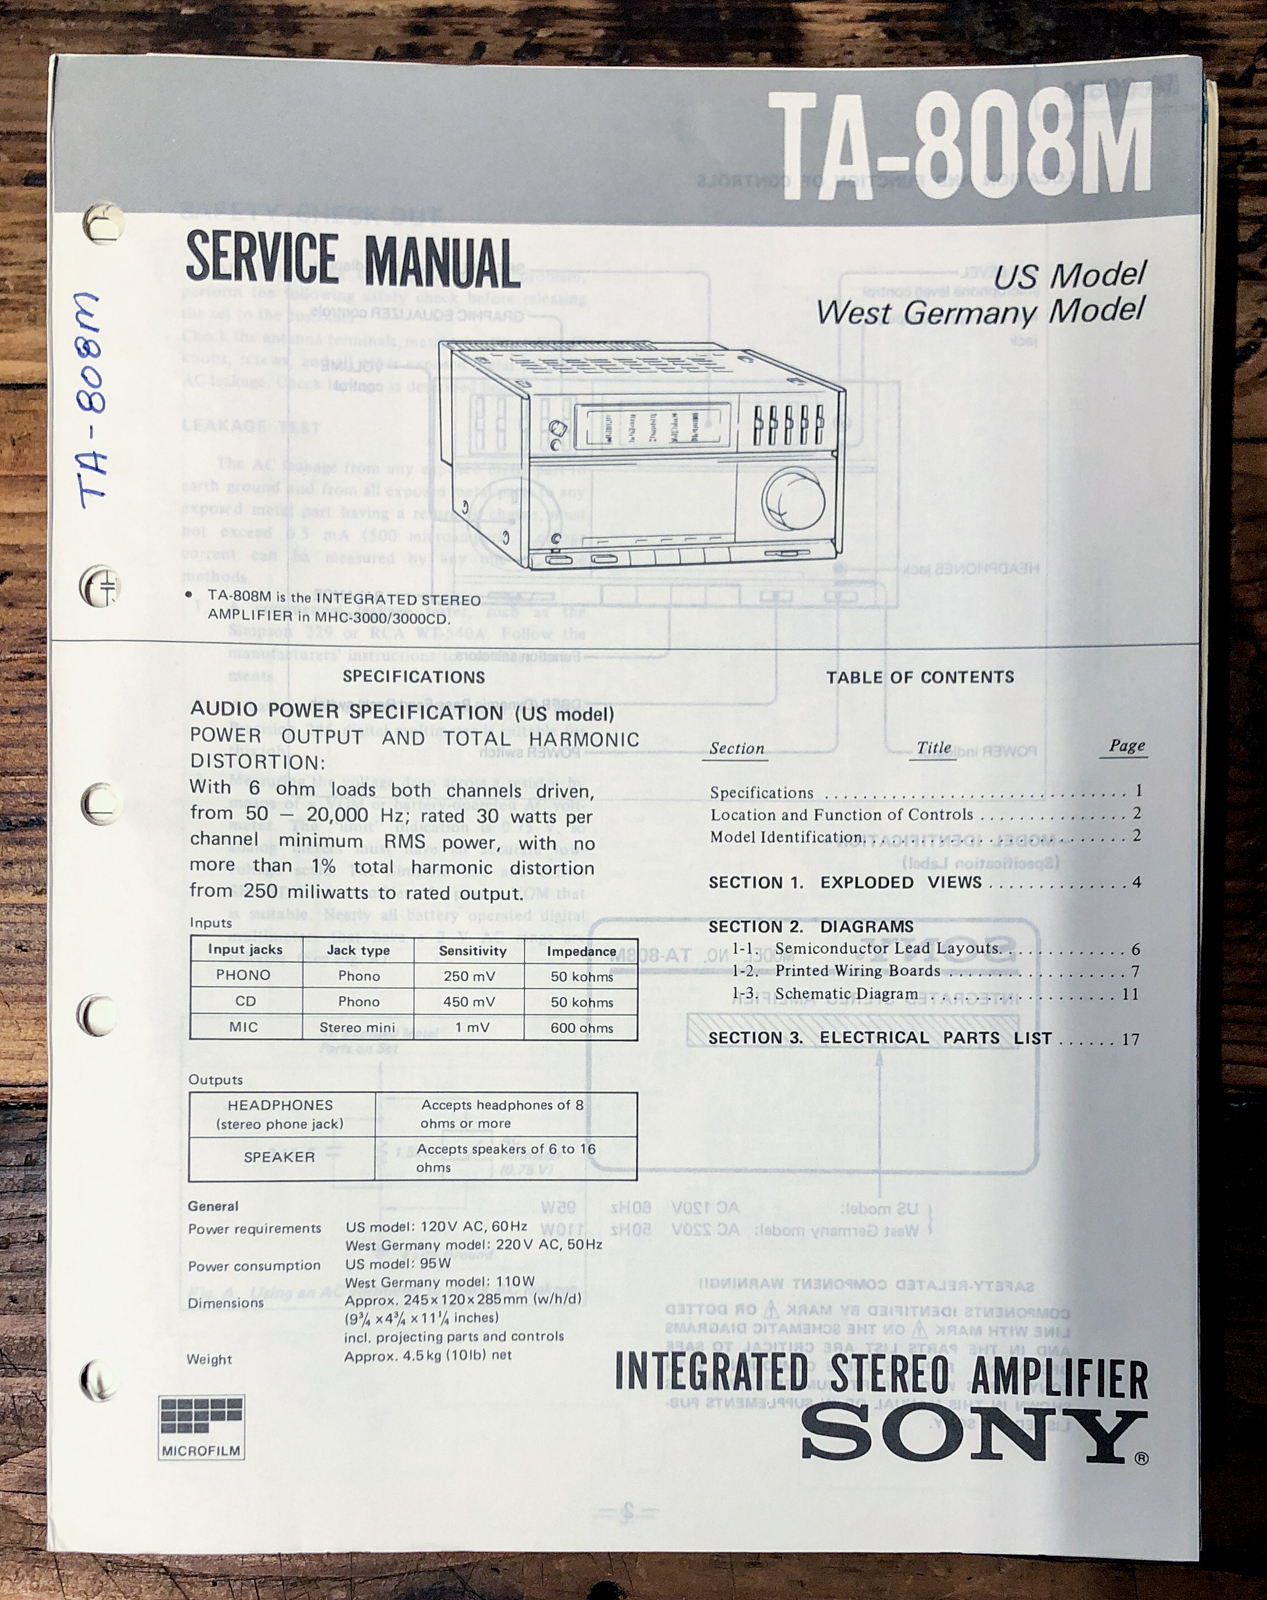 TA-808M
SERVICE MANUAL
US Model
West Germany Model
TA-808M
• TA-808M is the INTEGRATED STEREO
AMPLIFIER in MHC-3000/3000CD.
SPECIFICATIONS
AUDIO POWER SPECIFICATION (US model)
POWER OUTPUT AND TOTAL HARMONIC
DISTORTION:
With 6 ohm loads both channels driven,
from 50 – 20,000 Hz; rated 30 watts per
channel minimum RMS power, with no
more than 1% total harmonic distortion
from 250 miliwatts to rated output.
Inputs
Input jacks Jack type Sensitivity Impedance
PHONO Phono 250 mV 50 kohms
CD Phono 450 mV 50 kohms
MIC Stereo mini 1 mV 600 ohms
Outputs
HEADPHONES
(stereo phone jack)
Accepts headphones of 8
ohms or more
SPEAKER
Accepts speakers of 6 to 16
ohms
General
Power requirements US model: 120V AC, 60Hz
West Germany model: 220V AC, 50Hz
Power consumption US model: 95W
West Germany model: 110W
Dimensions Approx. 245x120x285mm (w/h/d)
(9¾ x4¾ x11¼ inches)
incl. projecting parts and controls
Weight Approx. 4.5kg (10lb) net
MICROFILM
TABLE OF CONTENTS
Section Title Page
Specifications . . . . . . . . . . . . . . . . . . . . . . . . . . . . . 1
Location and Function of Controls . . . . . . . . . . . . . 2
Model Identification. . . . . . . . . . . . . . . . . . . . . . . . 2
SECTION 1. EXPLODED VIEWS . . . . . . . . . . . . . 4
SECTION 2. DIAGRAMS
1-1. Semiconductor Lead Layouts. . . . . . . . . . . . 6
1-2. Printed Wiring Boards . . . . . . . . . . . . . . . . 7
1-3. Schematic Diagram . . . . . . . . . . . . . . . . . 11
SECTION 3. ELECTRICAL PARTS LIST . . . . . . 17
INTEGRATED STEREO AMPLIFIER
SONY®